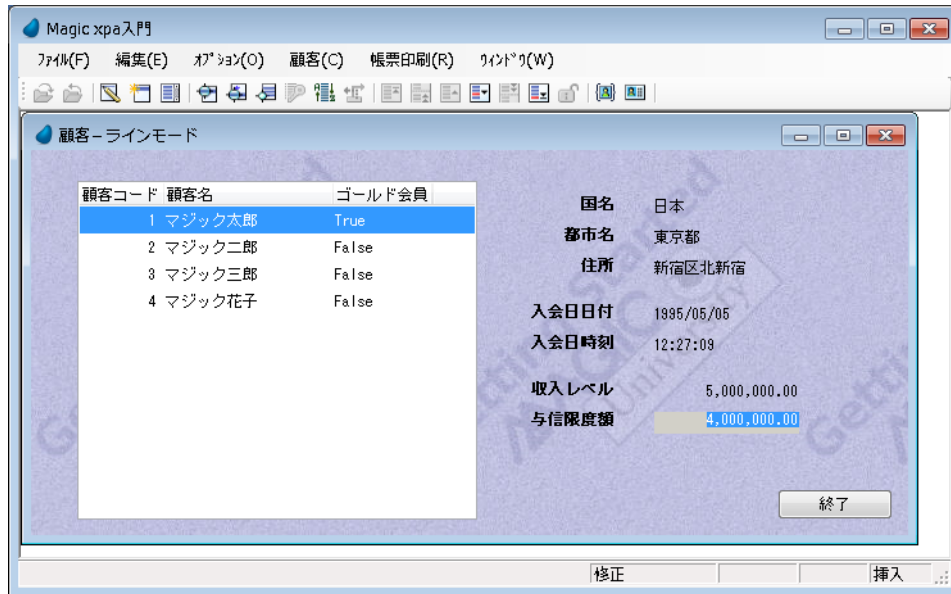 Magic xpa入門
ﾌｧｲﾙ(F) 編集(E) ｵﾌﾟｼｮﾝ(O) 顧客(C) 帳票印刷(R) ｳｨﾝﾄﾞｳ(W)
顧客－ラインモード
顧客コード 顧客名 ゴールド会員
1 マジック太郎 True
2 マジック二郎 False
3 マジック三郎 False
4 マジック花子 False
国名 日本
都市名 東京都
住所 新宿区北新宿
入会日日付 1995/05/05
入会日時刻 12:27:09
収入レベル 5,000,000.00
与信限度額 4,000,000.00
終了
Getting Started
MAGIC
University
Getti
修正 挿入